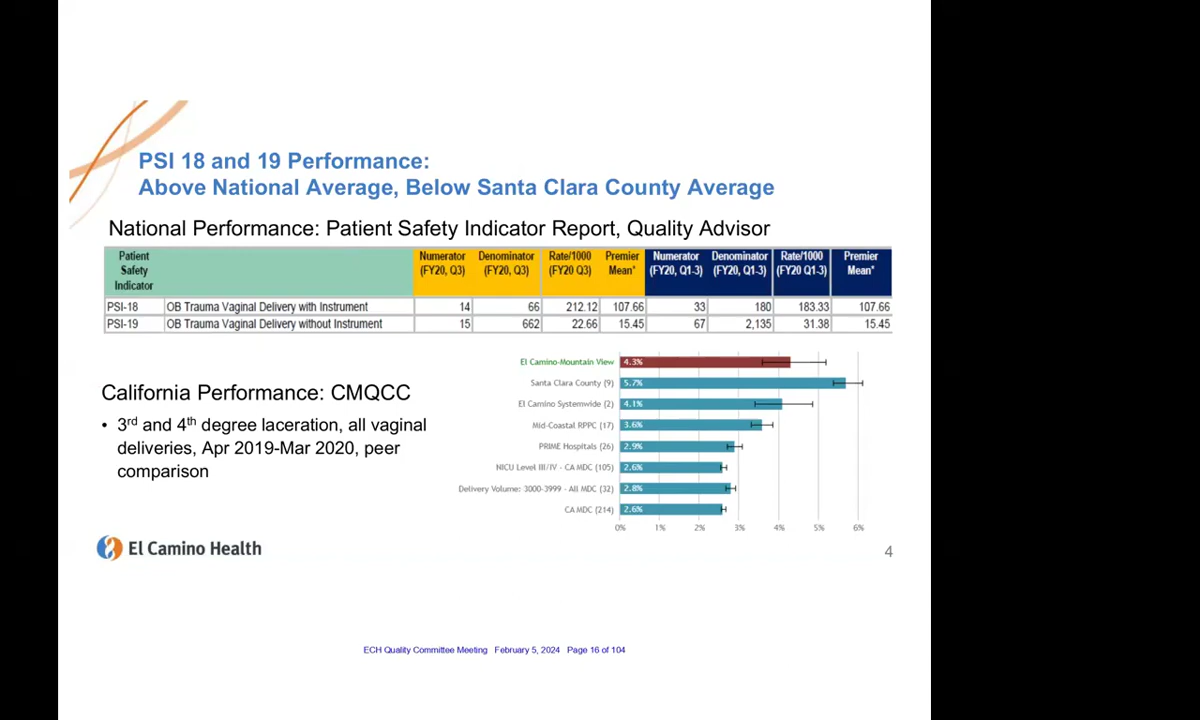 PSI 18 and 19 Performance:
Above National Average, Below Santa Clara County Average
National Performance: Patient Safety Indicator Report, Quality Advisor
Patient Safety Indicator Numerator (FY20, Q3) Denominator (FY20, Q3) Rate/1000 (FY20 Q3) Premier Mean* Numerator (FY20, Q1-3) Denominator (FY20, Q1-3) Rate/1000 (FY20 Q1-3) Premier Mean*
PSI-18 OB Trauma Vaginal Delivery with Instrument 14 66 212.12 107.66 33 180 183.33 107.66
PSI-19 OB Trauma Vaginal Delivery without Instrument 15 662 22.66 15.45 67 2,135 31.38 15.45
California Performance: CMQCC
• 3rd and 4th degree laceration, all vaginal
deliveries, Apr 2019-Mar 2020, peer
comparison
El Camino-Mountain View 4.3%
Santa Clara County (9) 5.7%
El Camino Systemwide (2) 4.1%
Mid-Coastal RPPC (17) 3.6%
PRIME Hospitals (26) 2.9%
NICU Level III/IV - CA MDC (105) 2.6%
Delivery Volume: 3000-3999 - All MDC (32) 2.8%
CA MDC (214) 2.6%
0% 1% 2% 3% 4% 5% 6%
El Camino Health
4
ECH Quality Committee Meeting February 5, 2024 Page 16 of 104